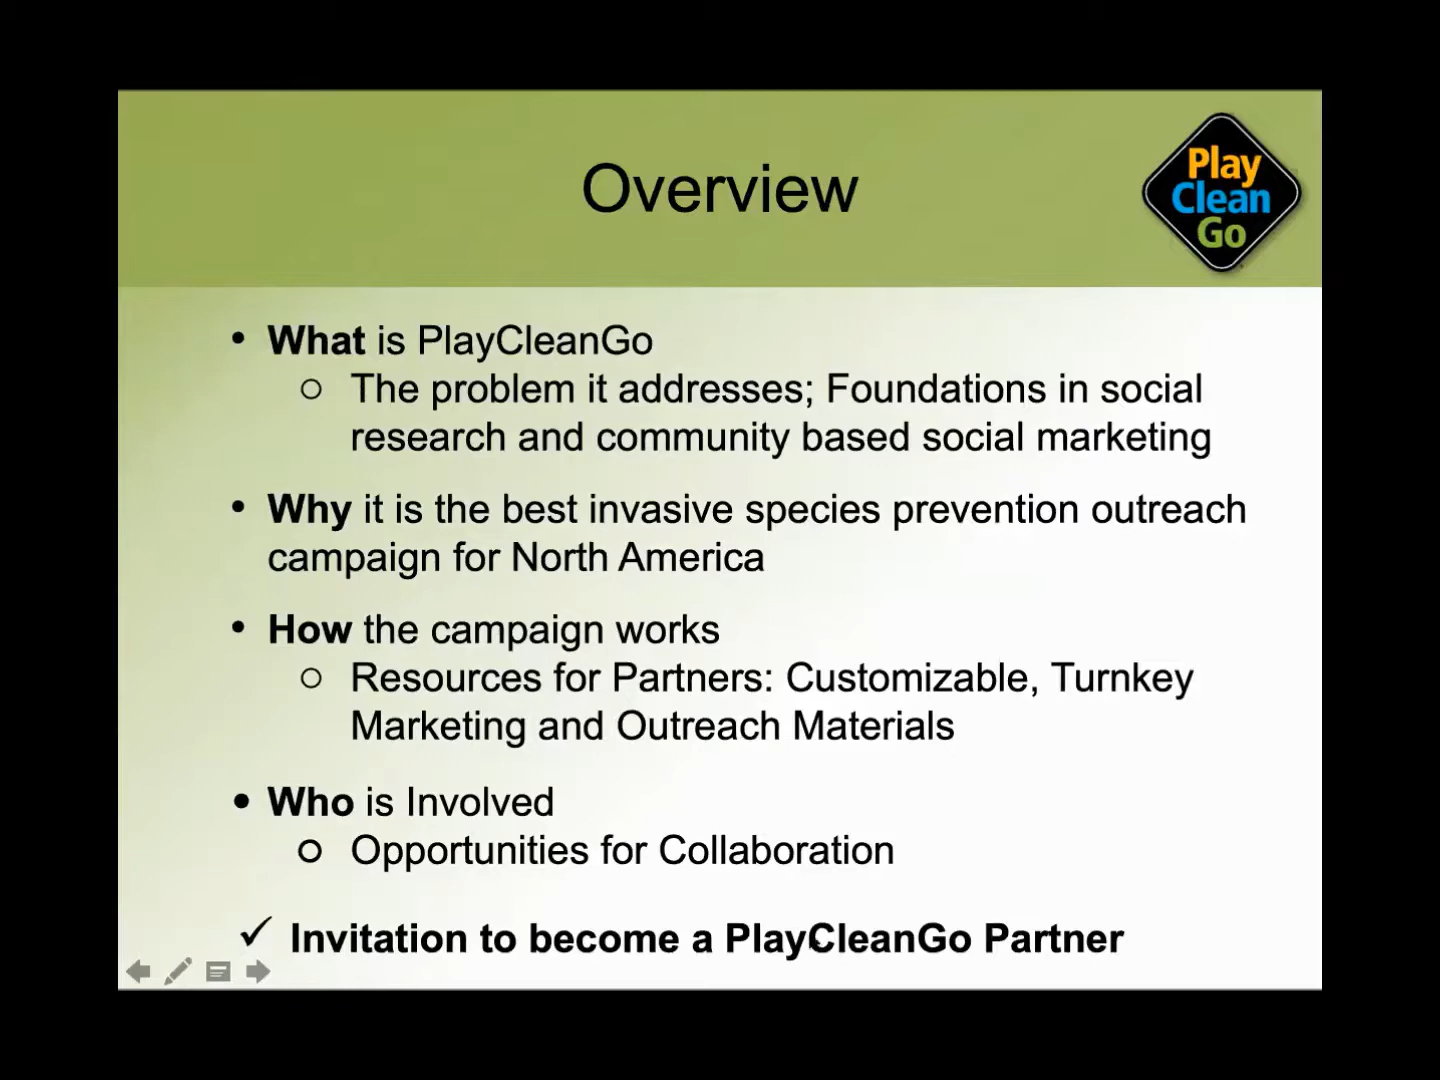 Overview
Play
Clean
Go
• What is PlayCleanGo
○ The problem it addresses; Foundations in social
research and community based social marketing
• Why it is the best invasive species prevention outreach
campaign for North America
• How the campaign works
○ Resources for Partners: Customizable, Turnkey
Marketing and Outreach Materials
• Who is Involved
○ Opportunities for Collaboration
✓ Invitation to become a PlayCleanGo Partner